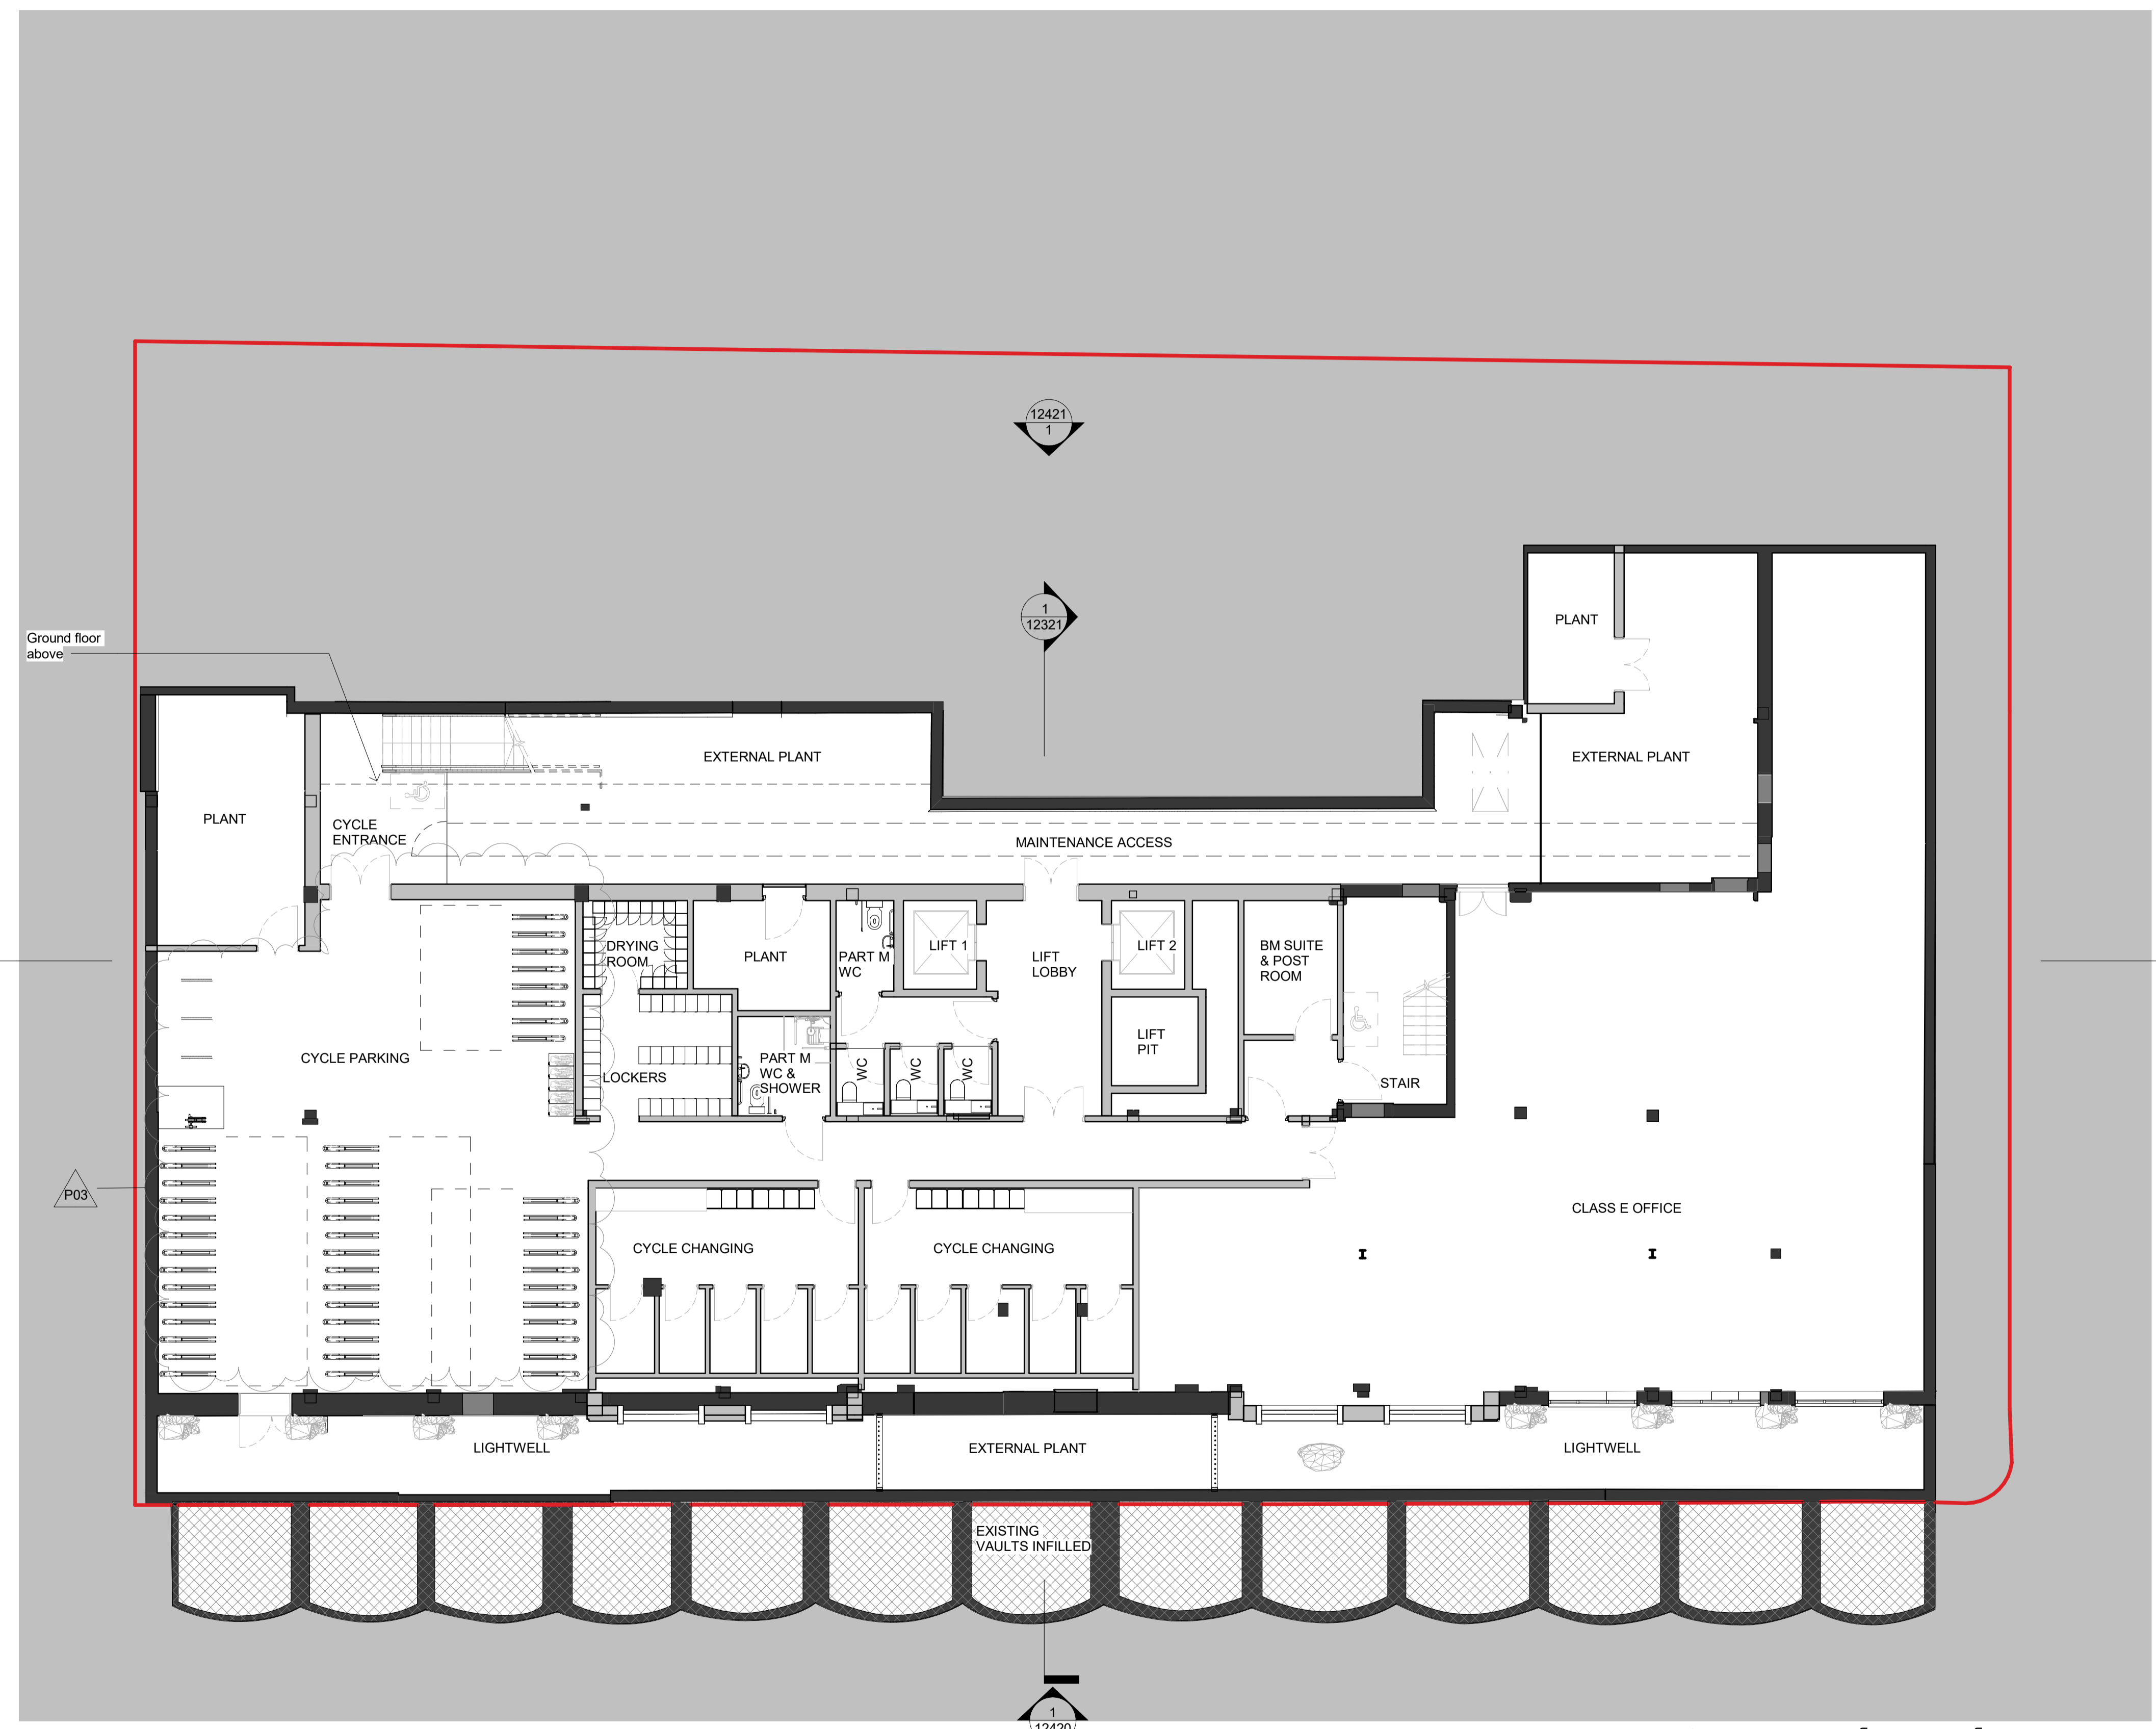 12421
1
1
12321
PLANT
Ground floor
above
EXTERNAL PLANT
EXTERNAL PLANT
PLANT
CYCLE
ENTRANCE
MAINTENANCE ACCESS
DRYING
ROOM
PLANT
PART M
WC
LIFT 1
LIFT
LOBBY
LIFT 2
BM SUITE
& POST
ROOM
LIFT
PIT
CYCLE PARKING
LOCKERS
PART M
WC &
SHOWER
WC
WC
WC
STAIR
P03
CLASS E OFFICE
CYCLE CHANGING
CYCLE CHANGING
LIGHTWELL
EXTERNAL PLANT
LIGHTWELL
EXISTING
VAULTS INFILLED
1
12420